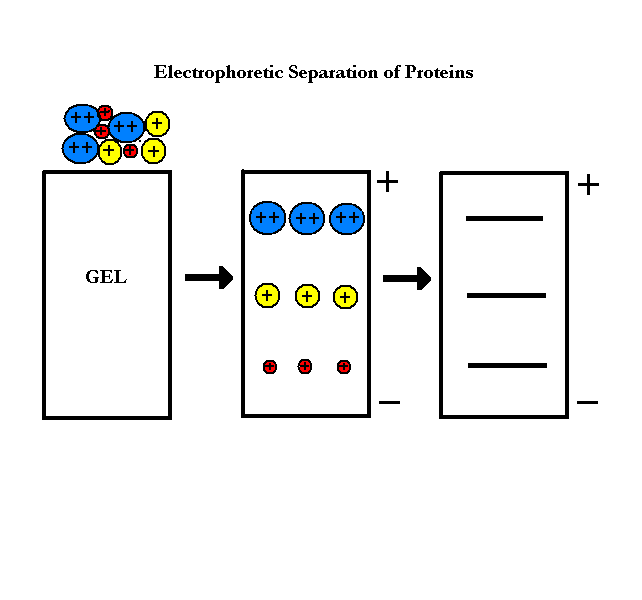 Electrophoretic Separation of Proteins
++ + ++ +
+
++ + + +
+ +
++ ++ ++
GEL
+ + +
+ + +
− −